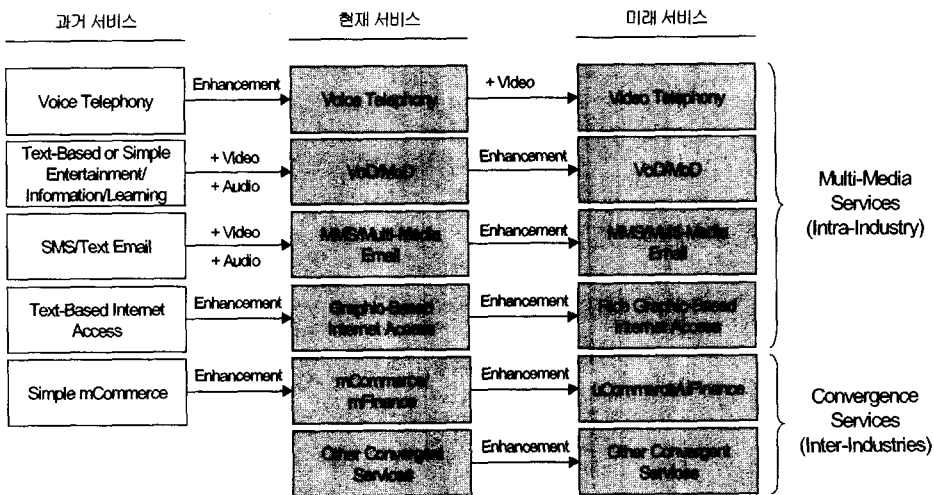 과거 서비스
현재 서비스
미래 서비스
Voice Telephony
Enhancement
Voice Telephony
+ Video
Video Telephony
Text-Based or Simple
Entertainment/
Information/Learning
+ Video
+ Audio
VoD/MoD
Enhancement
VoD/MoD
SMS/Text Email
+ Video
+ Audio
MMS/Multi-Media
Email
Enhancement
MMS/Multi-Media
Email
Text-Based Internet
Access
Enhancement
Graphic-Based
Internet Access
Enhancement
Rich Graphic-Based
Internet Access
Simple mCommerce
Enhancement
mCommerce/
mFinance
Enhancement
uCommerce/uFinance
Other Convergent
Services
Enhancement
Other Convergent
Services
Multi-Media
Services
(Intra-Industry)
Convergence
Services
(Inter-Industries)